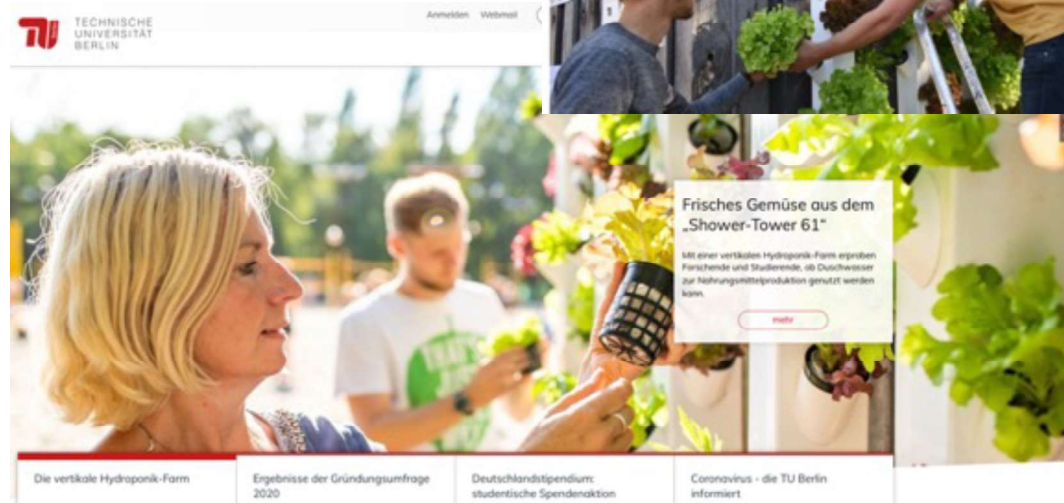 TECHNISCHE
UNIVERSITÄT
BERLIN
Anmelden Webmail
Frisches Gemüse aus dem
„Shower-Tower 61“
Mit einer vertikalen Hydroponik-Farm erproben
Forschende und Studierende, ob Duschwasser
zur Nahrungsmittelproduktion genutzt werden
kann.
mehr
Die vertikale Hydroponik-Farm
Ergebnisse der Gründungsumfrage
2020
Deutschlandstipendium:
studentische Spendenaktion
Coronavirus - die TU Berlin
informiert